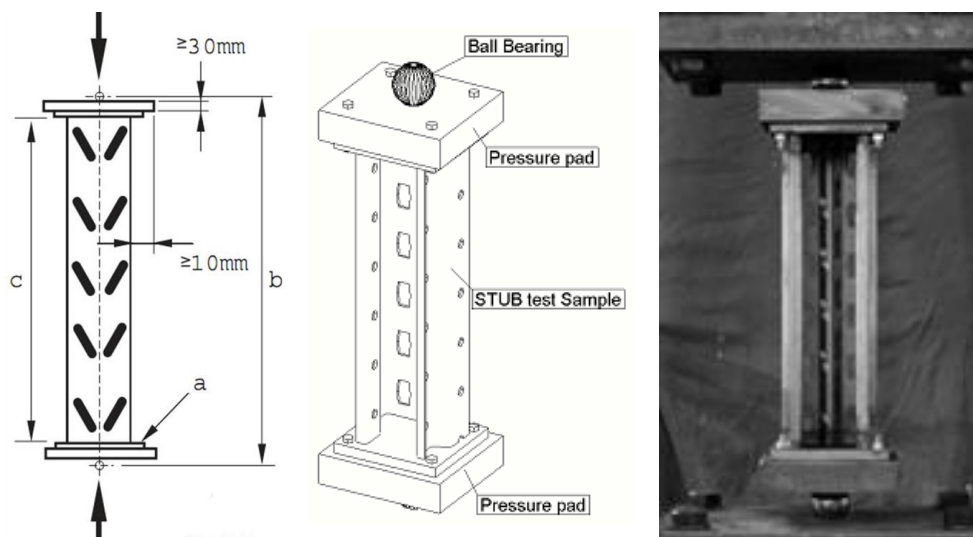 ≥30mm
c
≥10mm
b
a
Ball Bearing
Pressure pad
STUB test Sample
Pressure pad